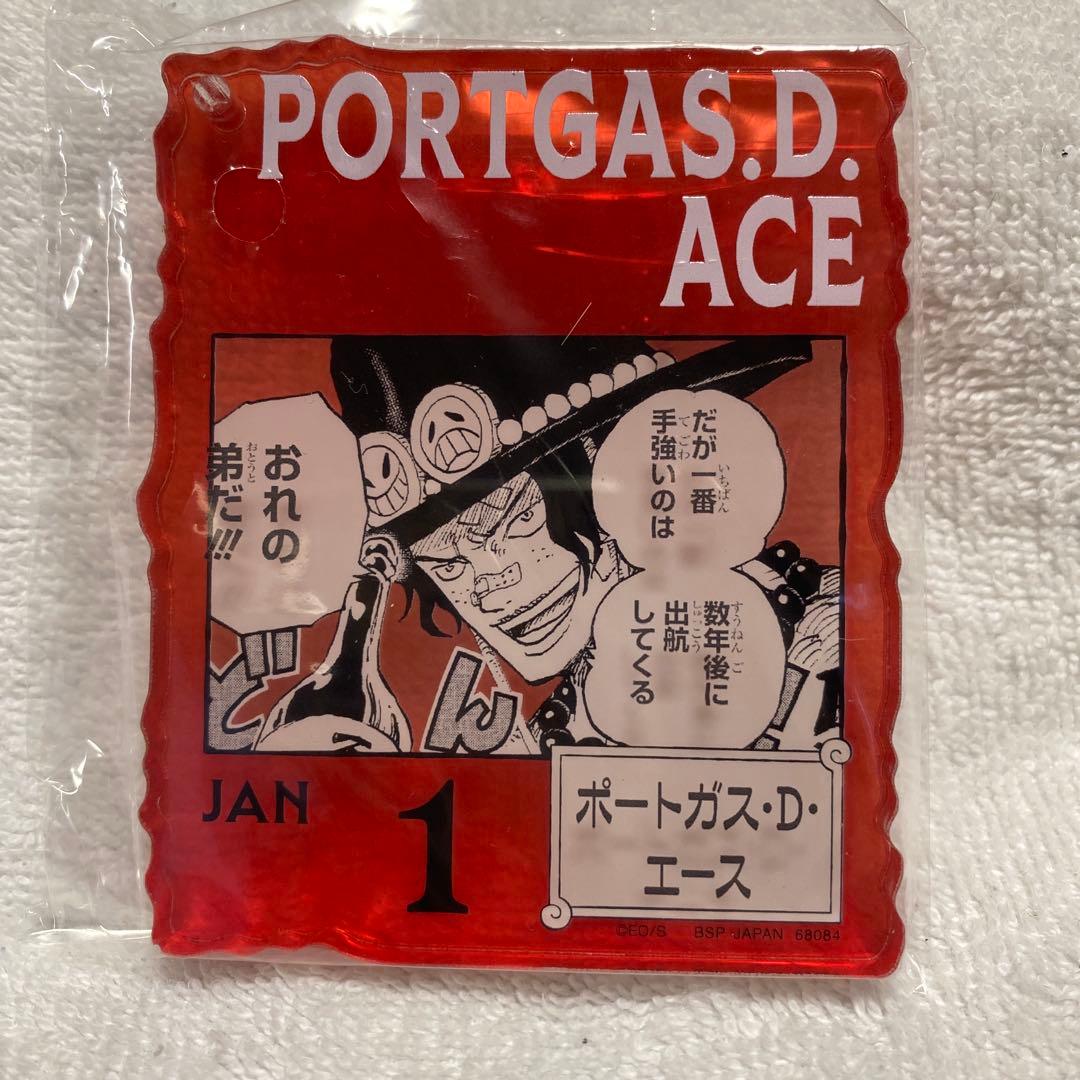 PORTGAS.D.
ACE
だが一番
手強いのは
数年後に
出航
してくる
おれの
弟だ!!!
どん
JAN
1
ポートガス・D・
エース
©EO/S BSP JAPAN 68084